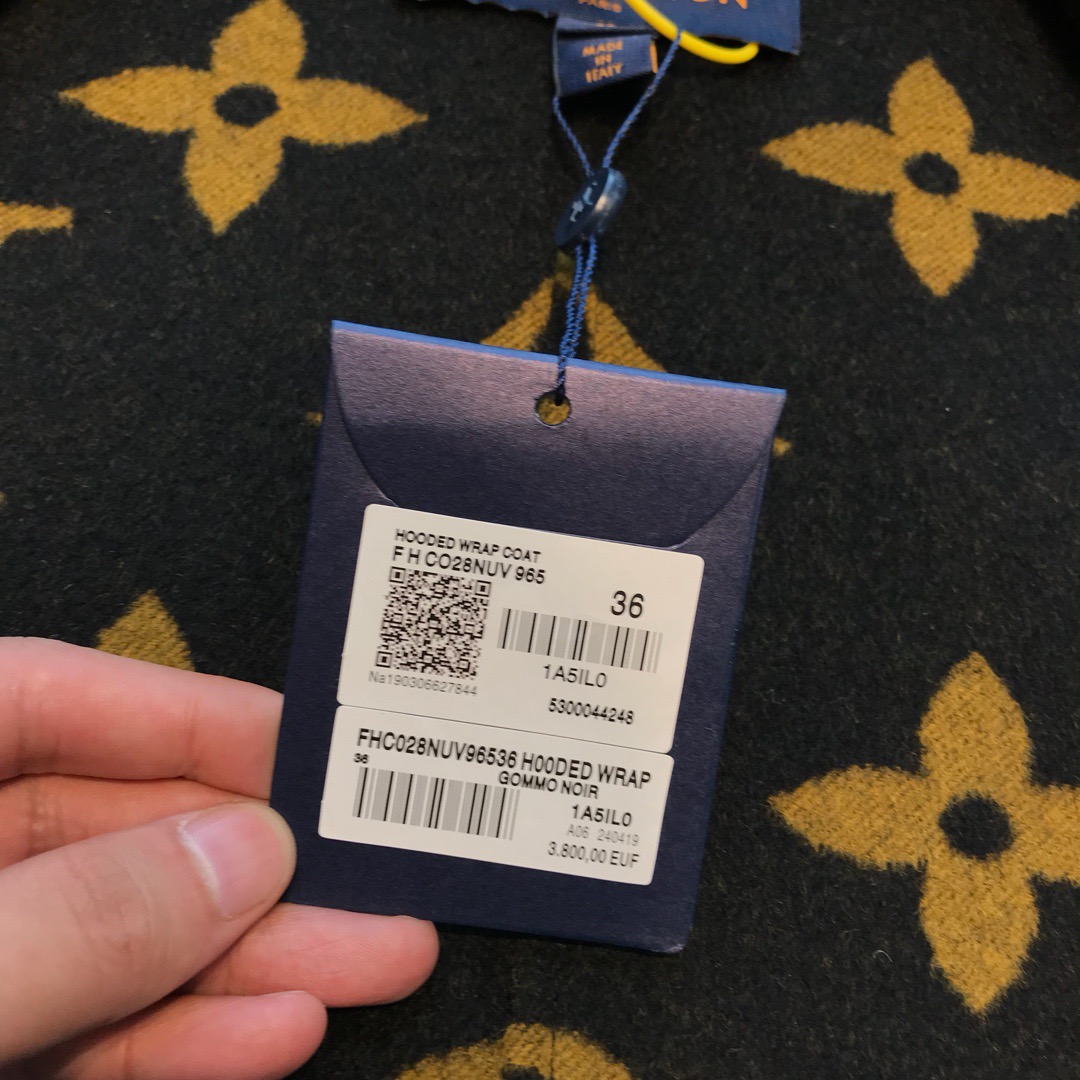 PARIS
MADE
IN
ITALY
HOODED WRAP COAT
F H CO28NUV 965
36
1A5IL0
Na190306627844
5300044248
FHC028NUV96536 H00DED WRAP
36
GOMMO NOIR
1A5IL0
A06 240419
3.800,00 EUF